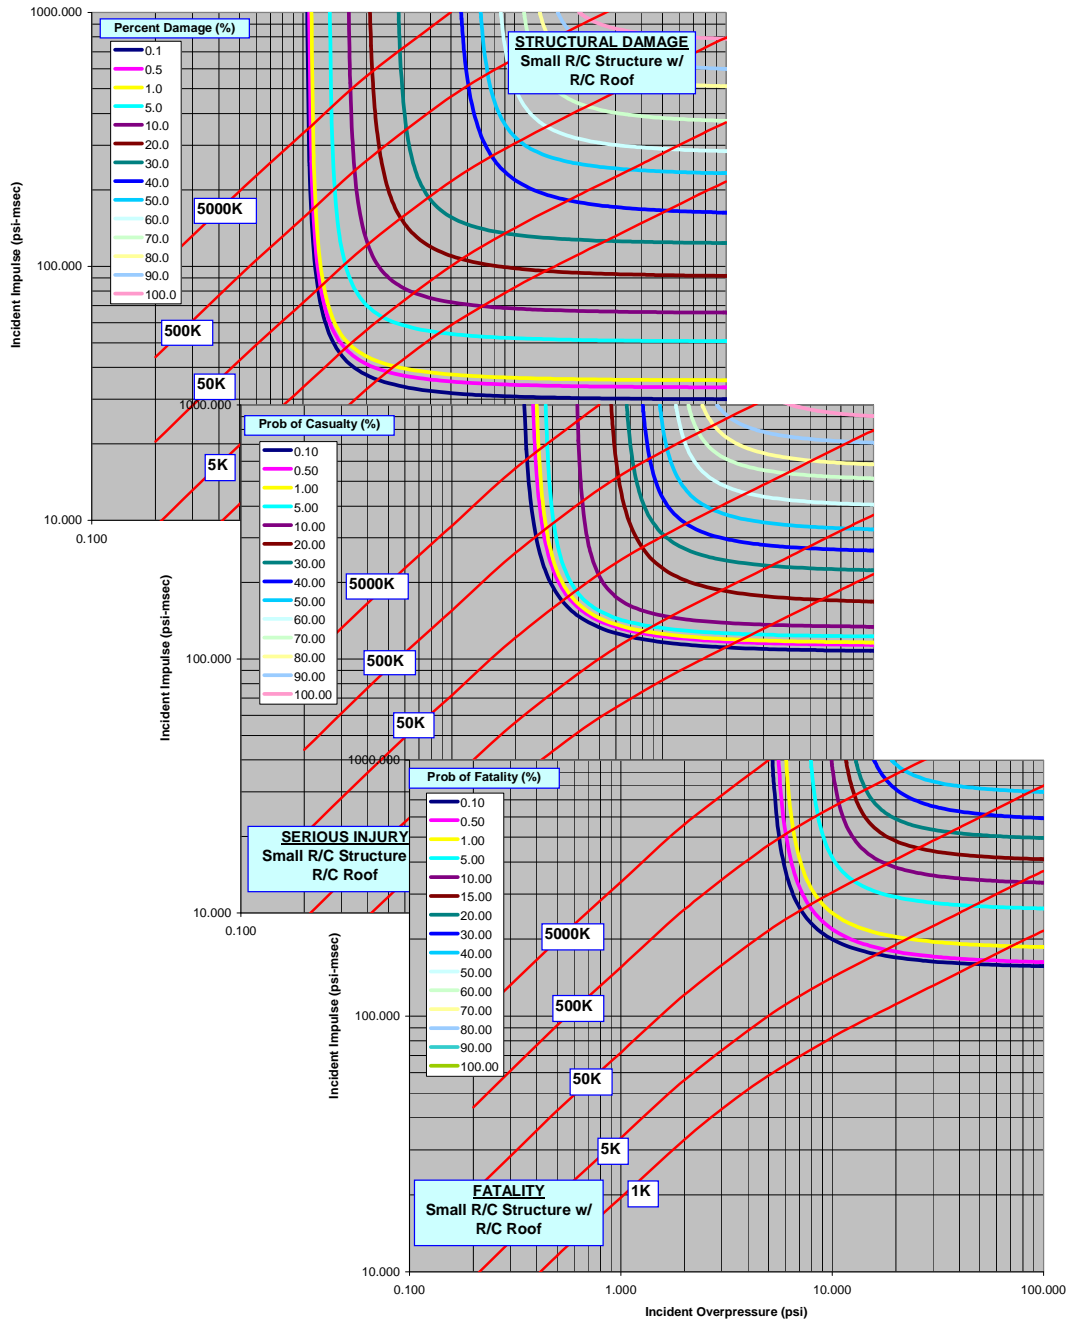 1000.000
Percent Damage (%)
0.1
0.5
1.0
5.0
10.0
20.0
30.0
40.0
50.0
60.0
70.0
80.0
90.0
100.0
STRUCTURAL DAMAGE
Small R/C Structure w/
R/C Roof
5000K
500K
50K
5K
Incident Impulse (psi-msec)
100.000
10.000
0.100
1000.000
Prob of Casualty (%)
0.10
0.50
1.00
5.00
10.00
20.00
30.00
40.00
50.00
60.00
70.00
80.00
90.00
100.00
5000K
500K
50K
Incident Impulse (psi-msec)
100.000
SERIOUS INJURY
Small R/C Structure
R/C Roof
10.000
0.100
1000.000
Prob of Fatality (%)
0.10
0.50
1.00
5.00
10.00
15.00
20.00
30.00
40.00
50.00
60.00
70.00
80.00
90.00
100.00
5000K
500K
50K
5K
1K
Incident Impulse (psi-msec)
100.000
FATALITY
Small R/C Structure w/
R/C Roof
10.000
0.100
1.000
10.000
100.000
Incident Overpressure (psi)